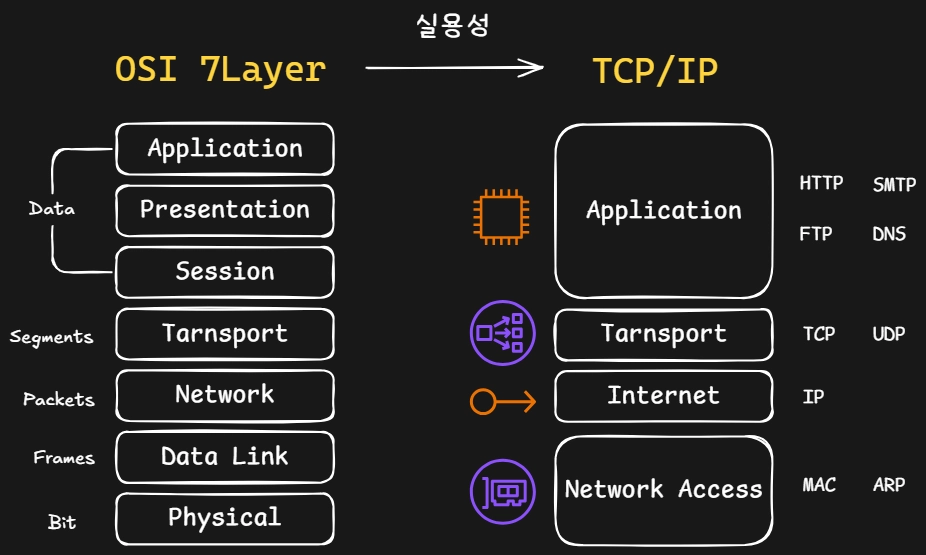 실용성
OSI 7Layer
TCP/IP
Application
Presentation
Session
Tarnsport
Network
Data Link
Physical
Data
Segments
Packets
Frames
Bit
Application
Tarnsport
Internet
Network Access
HTTP SMTP
FTP DNS
TCP UDP
IP
MAC ARP